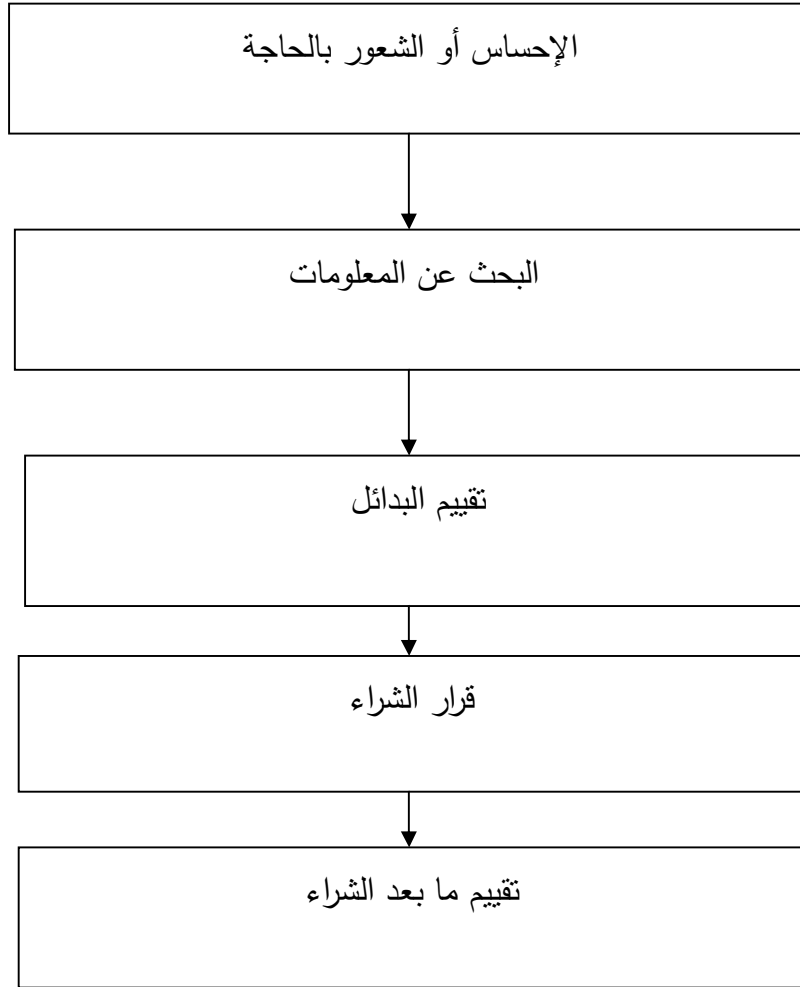 الإحساس أو الشعور بالحاجة
البحث عن المعلومات
تقييم البدائل
قرار الشراء
تقييم ما بعد الشراء